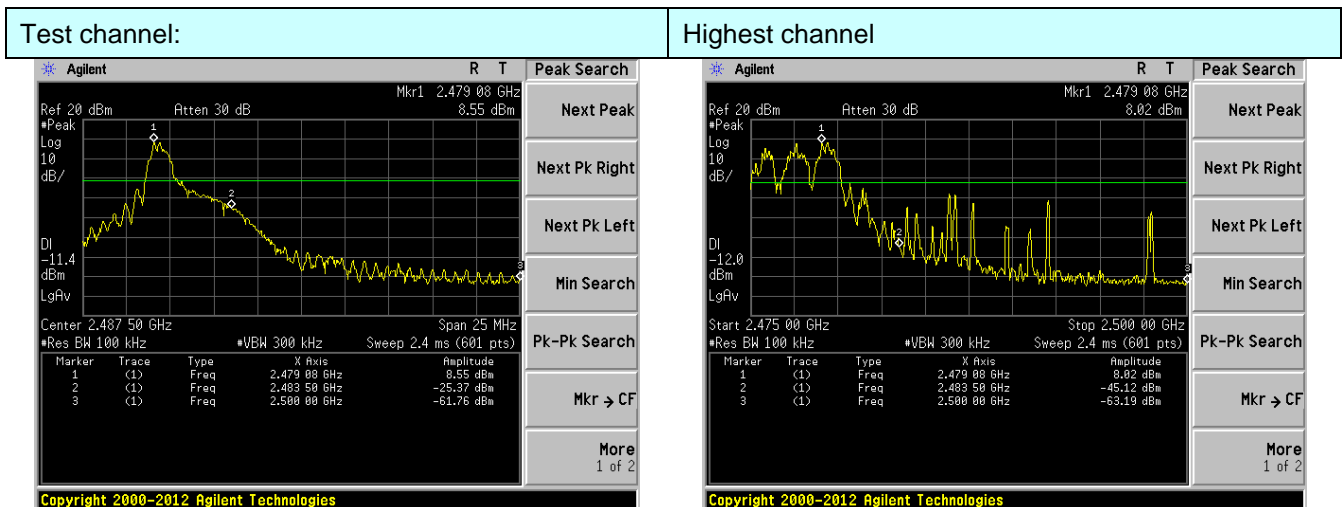 Test channel:
Highest channel
Agilent
R T
Peak Search
Mkr1 2.479 08 GHz
Ref 20 dBm
Atten 30 dB
8.55 dBm
#Peak
Log
10
dB/
DI
-11.4
dBm
LgAv
1
2
3
Center 2.487 50 GHz
Span 25 MHz
#Res BW 100 kHz
#VBW 300 kHz
Sweep 2.4 ms (601 pts)
Marker Trace Type X Axis Amplitude
1 (1) Freq 2.479 08 GHz 8.55 dBm
2 (1) Freq 2.483 50 GHz -25.37 dBm
3 (1) Freq 2.500 00 GHz -61.76 dBm
Next Peak
Next Pk Right
Next Pk Left
Min Search
Pk-Pk Search
Mkr → CF
More
1 of 2
Copyright 2000-2012 Agilent Technologies
Agilent
R T
Peak Search
Mkr1 2.479 08 GHz
Ref 20 dBm
Atten 30 dB
8.02 dBm
#Peak
Log
10
dB/
DI
-12.0
dBm
LgAv
1
2
3
Start 2.475 00 GHz
Stop 2.500 00 GHz
#Res BW 100 kHz
#VBW 300 kHz
Sweep 2.4 ms (601 pts)
Marker Trace Type X Axis Amplitude
1 (1) Freq 2.479 08 GHz 8.02 dBm
2 (1) Freq 2.483 50 GHz -45.12 dBm
3 (1) Freq 2.500 00 GHz -63.19 dBm
Next Peak
Next Pk Right
Next Pk Left
Min Search
Pk-Pk Search
Mkr → CF
More
1 of 2
Copyright 2000-2012 Agilent Technologies